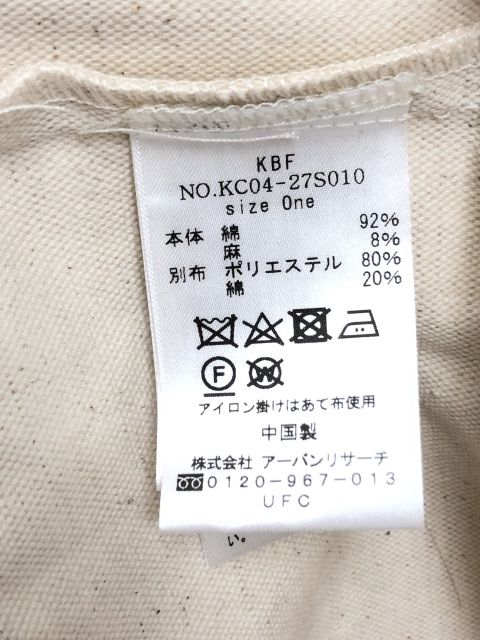 KBF
NO.KC04-27S010
size One
本体 綿 92%
麻 8%
別布 ポリエステル 80%
綿 20%
F W
アイロン掛けはあて布使用
中国製
株式会社 アーバンリサーチ
0120-967-013
UFC
い。